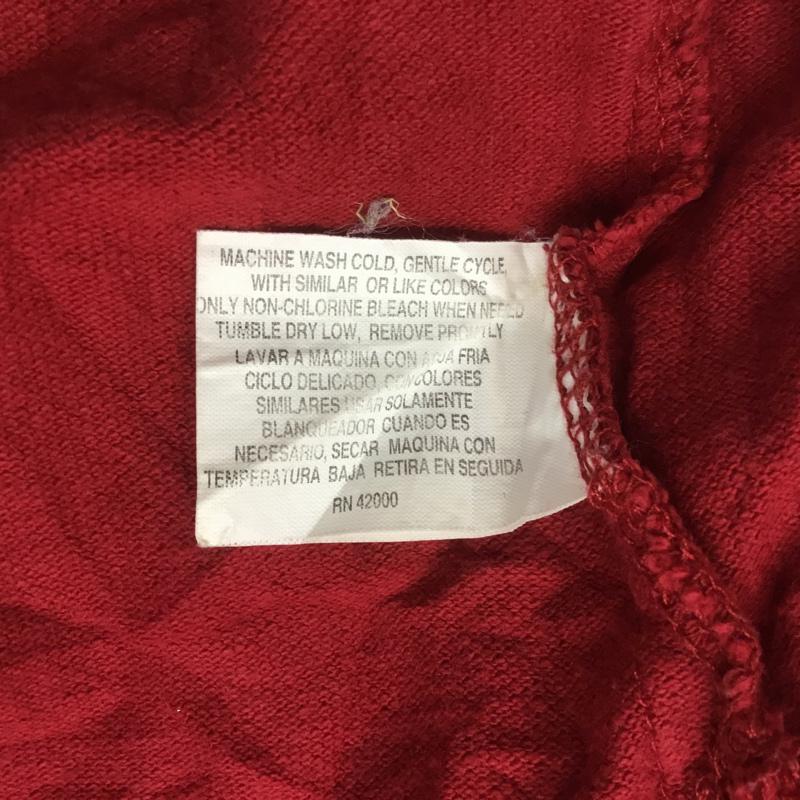 MACHINE WASH COLD, GENTLE CYCLE,
WITH SIMILAR OR LIKE COLORS
ONLY NON-CHLORINE BLEACH WHEN NEEDED
TUMBLE DRY LOW, REMOVE PROMTLY
LAVAR A MAQUINA CON AGUA FRIA
CICLO DELICADO, CON COLORES
SIMILARES USAR SOLAMENTE
BLANQUEADOR CUANDO ES
NECESARIO, SECAR MAQUINA CON
TEMPERATURA BAJA RETIRA EN SEGUIDA
RN 42000